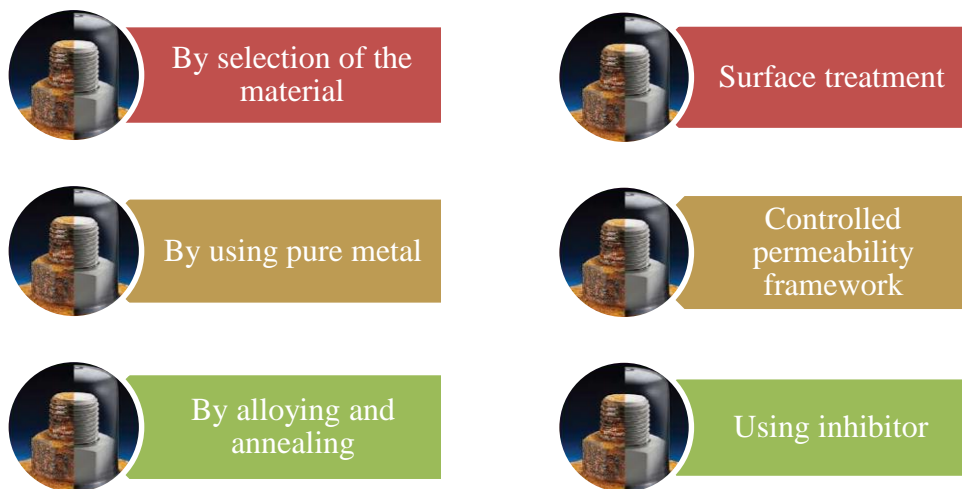 By selection of the
material
Surface treatment
By using pure metal
Controlled
permeability
framework
By alloying and
annealing
Using inhibitor